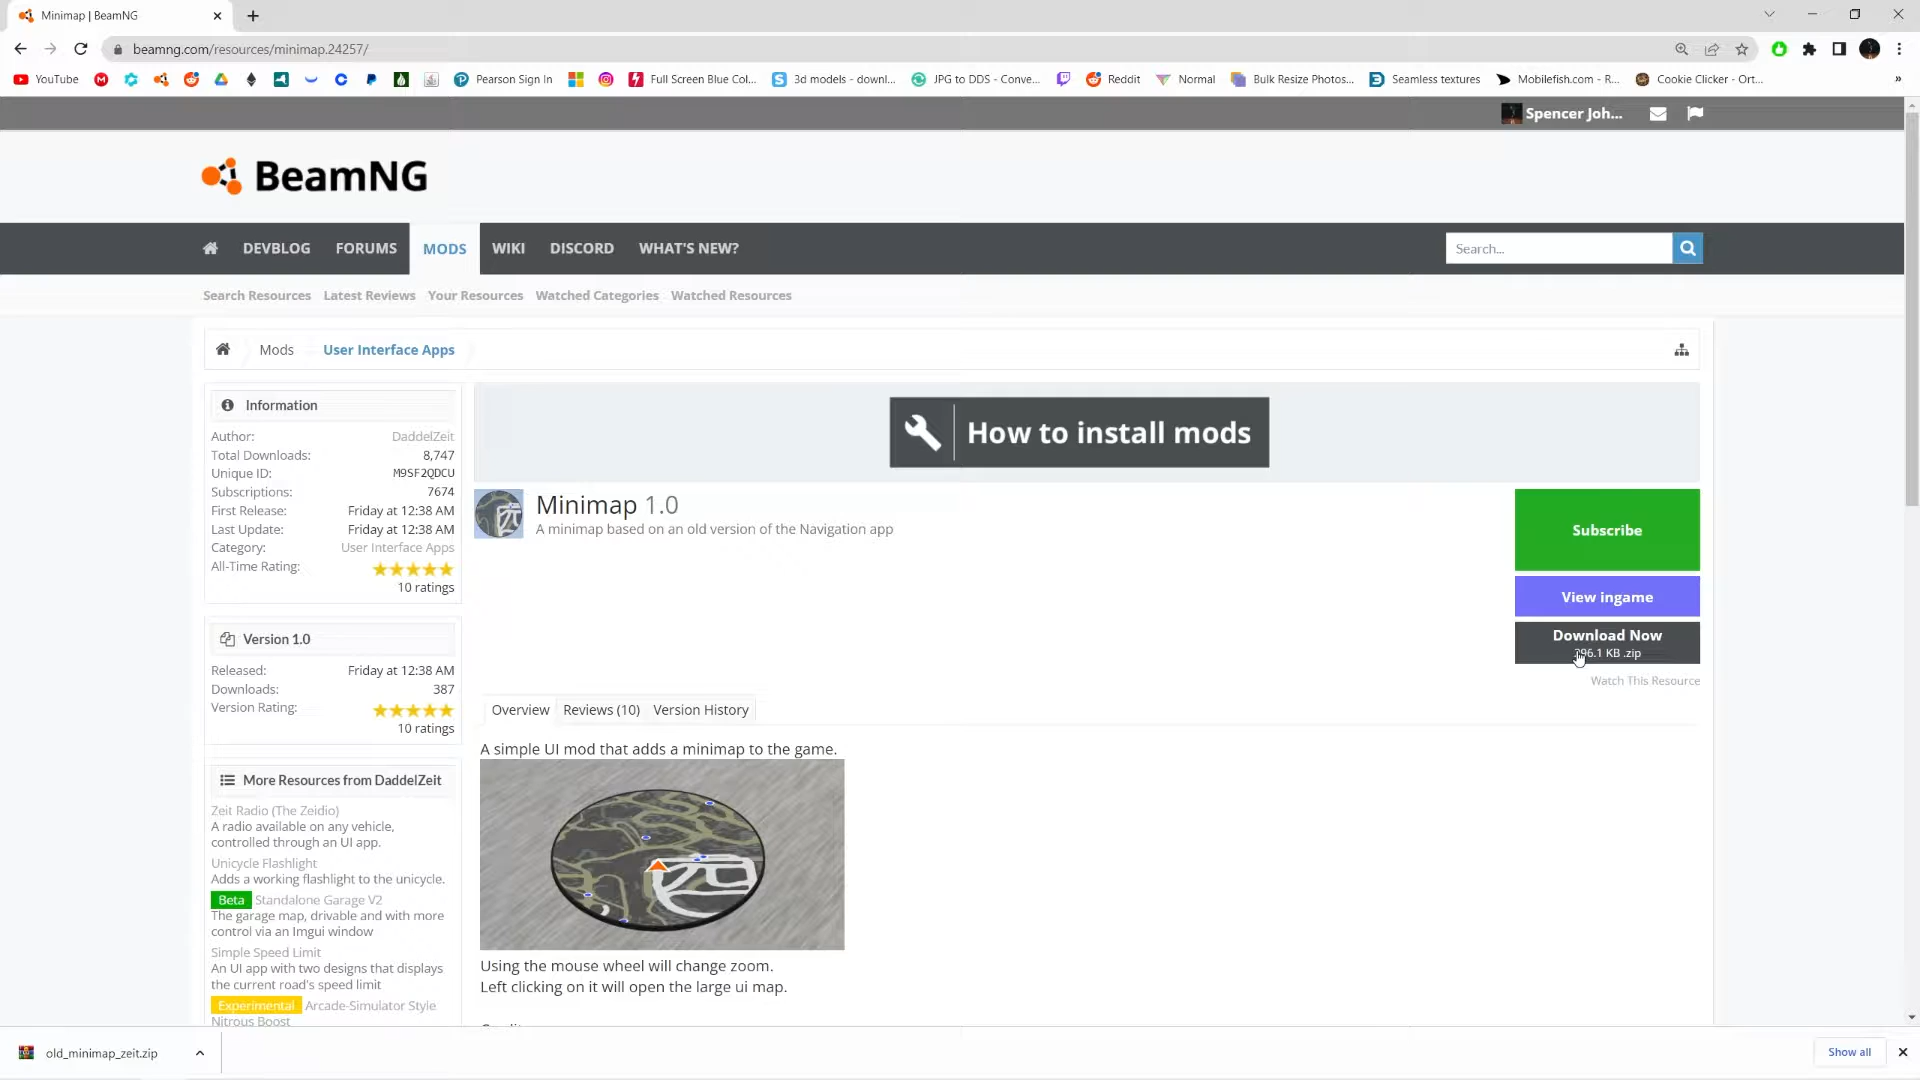 Minimap | BeamNG
beamng.com/resources/minimap.24257/
YouTube
Pearson Sign In
Full Screen Blue Col...
3d models - downl...
JPG to DDS - Conve...
Reddit
Normal
Bulk Resize Photos...
Seamless textures
Mobilefish.com - R...
Cookie Clicker - Ort...
»
Spencer Joh...
BeamNG
DEVBLOG FORUMS MODS WIKI DISCORD WHAT'S NEW?
Search...
Search Resources Latest Reviews Your Resources Watched Categories Watched Resources
Mods User Interface Apps
Information
Author: DaddelZeit
Total Downloads: 8,747
Unique ID: M9SF2QDCU
Subscriptions: 7674
First Release: Friday at 12:38 AM
Last Update: Friday at 12:38 AM
Category: User Interface Apps
All-Time Rating:
10 ratings
Version 1.0
Released: Friday at 12:38 AM
Downloads: 387
Version Rating:
10 ratings
More Resources from DaddelZeit
Zeit Radio (The Zeidio)
A radio available on any vehicle,
controlled through an UI app.
Unicycle Flashlight
Adds a working flashlight to the unicycle.
Beta Standalone Garage V2
The garage map, drivable and with more
control via an Imgui window
Simple Speed Limit
An UI app with two designs that displays
the current road's speed limit
Experimental Arcade-Simulator Style
Nitrous Boost
How to install mods
Minimap 1.0
A minimap based on an old version of the Navigation app
Subscribe
View ingame
Download Now
KB .zip
Watch This Resource
Overview Reviews (10) Version History
A simple UI mod that adds a minimap to the game.
Using the mouse wheel will change zoom.
Left clicking on it will open the large ui map.
old_minimap_zeit.zip
Show all